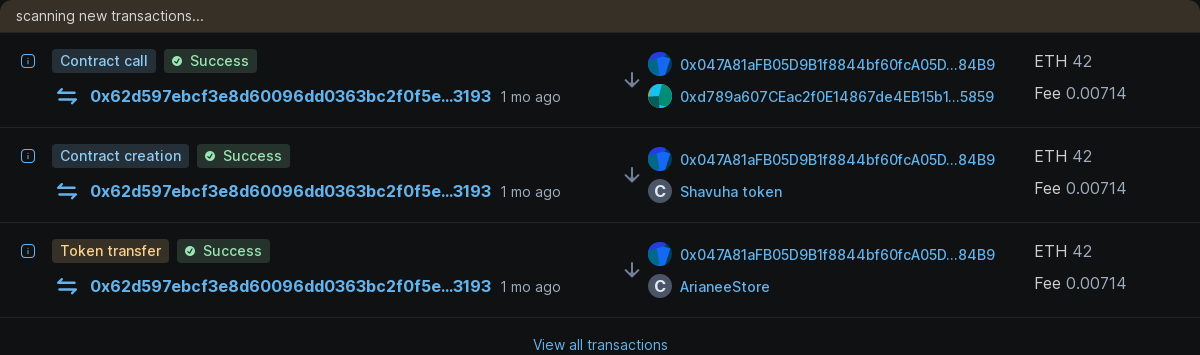 scanning new transactions...
Contract call Success
0x62d597ebcf3e8d60096dd0363bc2f0f5e...3193 1 mo ago
0x047A81aFB05D9B1f8844bf60fcA05D...84B9
0xd789a607CEac2f0E14867de4EB15b1...5859
ETH 42
Fee 0.00714
Contract creation Success
0x62d597ebcf3e8d60096dd0363bc2f0f5e...3193 1 mo ago
0x047A81aFB05D9B1f8844bf60fcA05D...84B9
C Shavuha token
ETH 42
Fee 0.00714
Token transfer Success
0x62d597ebcf3e8d60096dd0363bc2f0f5e...3193 1 mo ago
0x047A81aFB05D9B1f8844bf60fcA05D...84B9
C ArianeeStore
ETH 42
Fee 0.00714
View all transactions